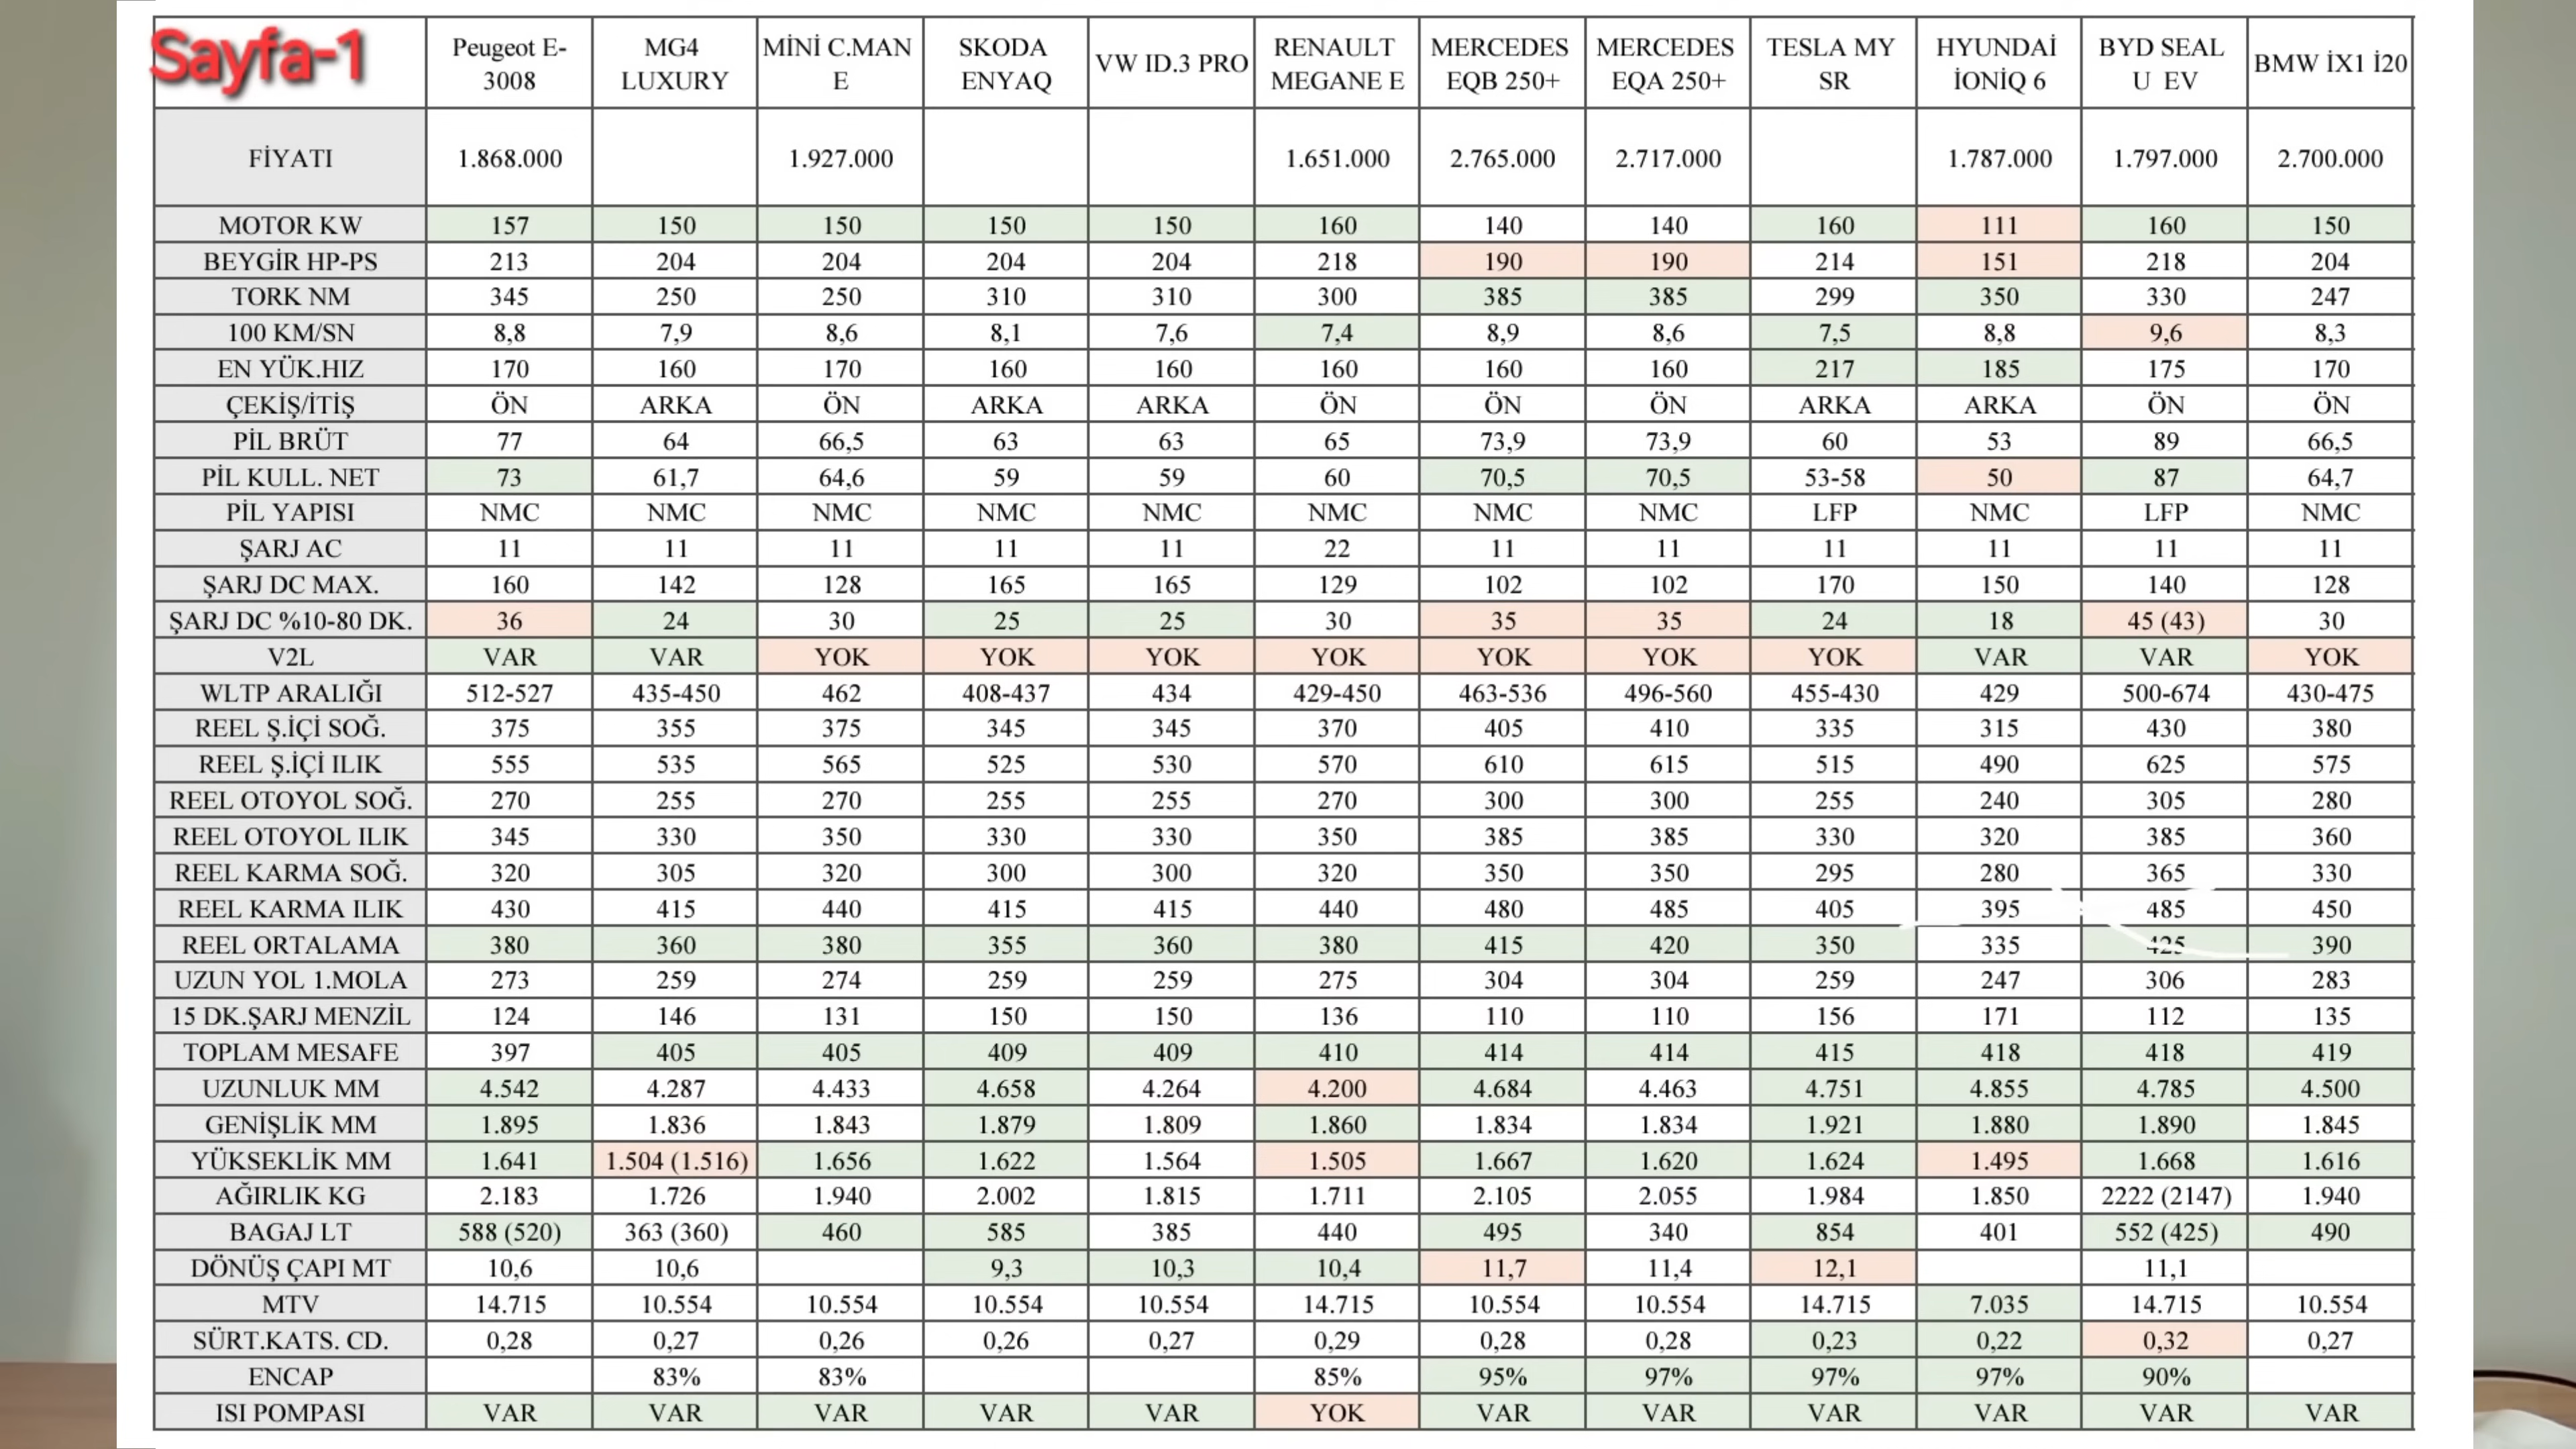 Sayfa-1 Peugeot E-3008 MG4 LUXURY MİNİ C.MAN E SKODA ENYAQ VW ID.3 PRO RENAULT MEGANE E MERCEDES EQB 250+ MERCEDES EQA 250+ TESLA MY SR HYUNDAİ İONİQ 6 BYD SEAL U EV BMW İX1 İ20
FİYATI 1.868.000 1.927.000 1.651.000 2.765.000 2.717.000 1.787.000 1.797.000 2.700.000
MOTOR KW 157 150 150 150 150 160 140 140 160 111 160 150
BEYGİR HP-PS 213 204 204 204 204 218 190 190 214 151 218 204
TORK NM 345 250 250 310 310 300 385 385 299 350 330 247
100 KM/SN 8,8 7,9 8,6 8,1 7,6 7,4 8,9 8,6 7,5 8,8 9,6 8,3
EN YÜK.HIZ 170 160 170 160 160 160 160 160 217 185 175 170
ÇEKİŞ/İTİŞ ÖN ARKA ÖN ARKA ARKA ÖN ÖN ÖN ARKA ARKA ÖN ÖN
PİL BRÜT 77 64 66,5 63 63 65 73,9 73,9 60 53 89 66,5
PİL KULL. NET 73 61,7 64,6 59 59 60 70,5 70,5 53-58 50 87 64,7
PİL YAPISI NMC NMC NMC NMC NMC NMC NMC NMC LFP NMC LFP NMC
ŞARJ AC 11 11 11 11 11 22 11 11 11 11 11 11
ŞARJ DC MAX. 160 142 128 165 165 129 102 102 170 150 140 128
ŞARJ DC %10-80 DK. 36 24 30 25 25 30 35 35 24 18 45 (43) 30
V2L VAR VAR YOK YOK YOK YOK YOK YOK YOK VAR VAR YOK
WLTP ARALIĞI 512-527 435-450 462 408-437 434 429-450 463-536 496-560 455-430 429 500-674 430-475
REEL Ş.İÇİ SOĞ. 375 355 375 345 345 370 405 410 335 315 430 380
REEL Ş.İÇİ ILIK 555 535 565 525 530 570 610 615 515 490 625 575
REEL OTOYOL SOĞ. 270 255 270 255 255 270 300 300 255 240 305 280
REEL OTOYOL ILIK 345 330 350 330 330 350 385 385 330 320 385 360
REEL KARMA SOĞ. 320 305 320 300 300 320 350 350 295 280 365 330
REEL KARMA ILIK 430 415 440 415 415 440 480 485 405 395 485 450
REEL ORTALAMA 380 360 380 355 360 380 415 420 350 335 425 390
UZUN YOL 1.MOLA 273 259 274 259 259 275 304 304 259 247 306 283
15 DK.ŞARJ MENZİL 124 146 131 150 150 136 110 110 156 171 112 135
TOPLAM MESAFE 397 405 405 409 409 410 414 414 415 418 418 419
UZUNLUK MM 4.542 4.287 4.433 4.658 4.264 4.200 4.684 4.463 4.751 4.855 4.785 4.500
GENİŞLİK MM 1.895 1.836 1.843 1.879 1.809 1.860 1.834 1.834 1.921 1.880 1.890 1.845
YÜKSEKLİK MM 1.641 1.504 (1.516) 1.656 1.622 1.564 1.505 1.667 1.620 1.624 1.495 1.668 1.616
AĞIRLIK KG 2.183 1.726 1.940 2.002 1.815 1.711 2.105 2.055 1.984 1.850 2222 (2147) 1.940
BAGAJ LT 588 (520) 363 (360) 460 585 385 440 495 340 854 401 552 (425) 490
DÖNÜŞ ÇAPI MT 10,6 10,6 9,3 10,3 10,4 11,7 11,4 12,1 11,1
MTV 14.715 10.554 10.554 10.554 10.554 14.715 10.554 10.554 14.715 7.035 14.715 10.554
SÜRT.KATS. CD. 0,28 0,27 0,26 0,26 0,27 0,29 0,28 0,28 0,23 0,22 0,32 0,27
ENCAP 83% 83% 85% 95% 97% 97% 97% 90%
ISI POMPASI VAR VAR VAR VAR VAR YOK VAR VAR VAR VAR VAR VAR